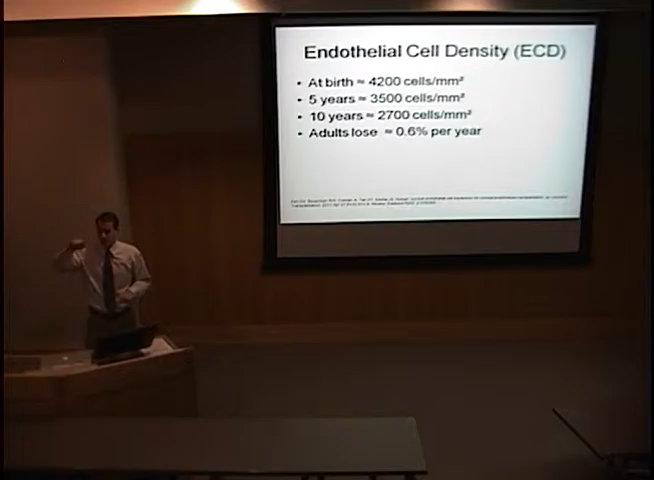 Endothelial Cell Density (ECD)
• At birth ≈ 4200 cells/mm²
• 5 years ≈ 3500 cells/mm²
• 10 years ≈ 2700 cells/mm²
• Adults lose ≈ 0.6% per year